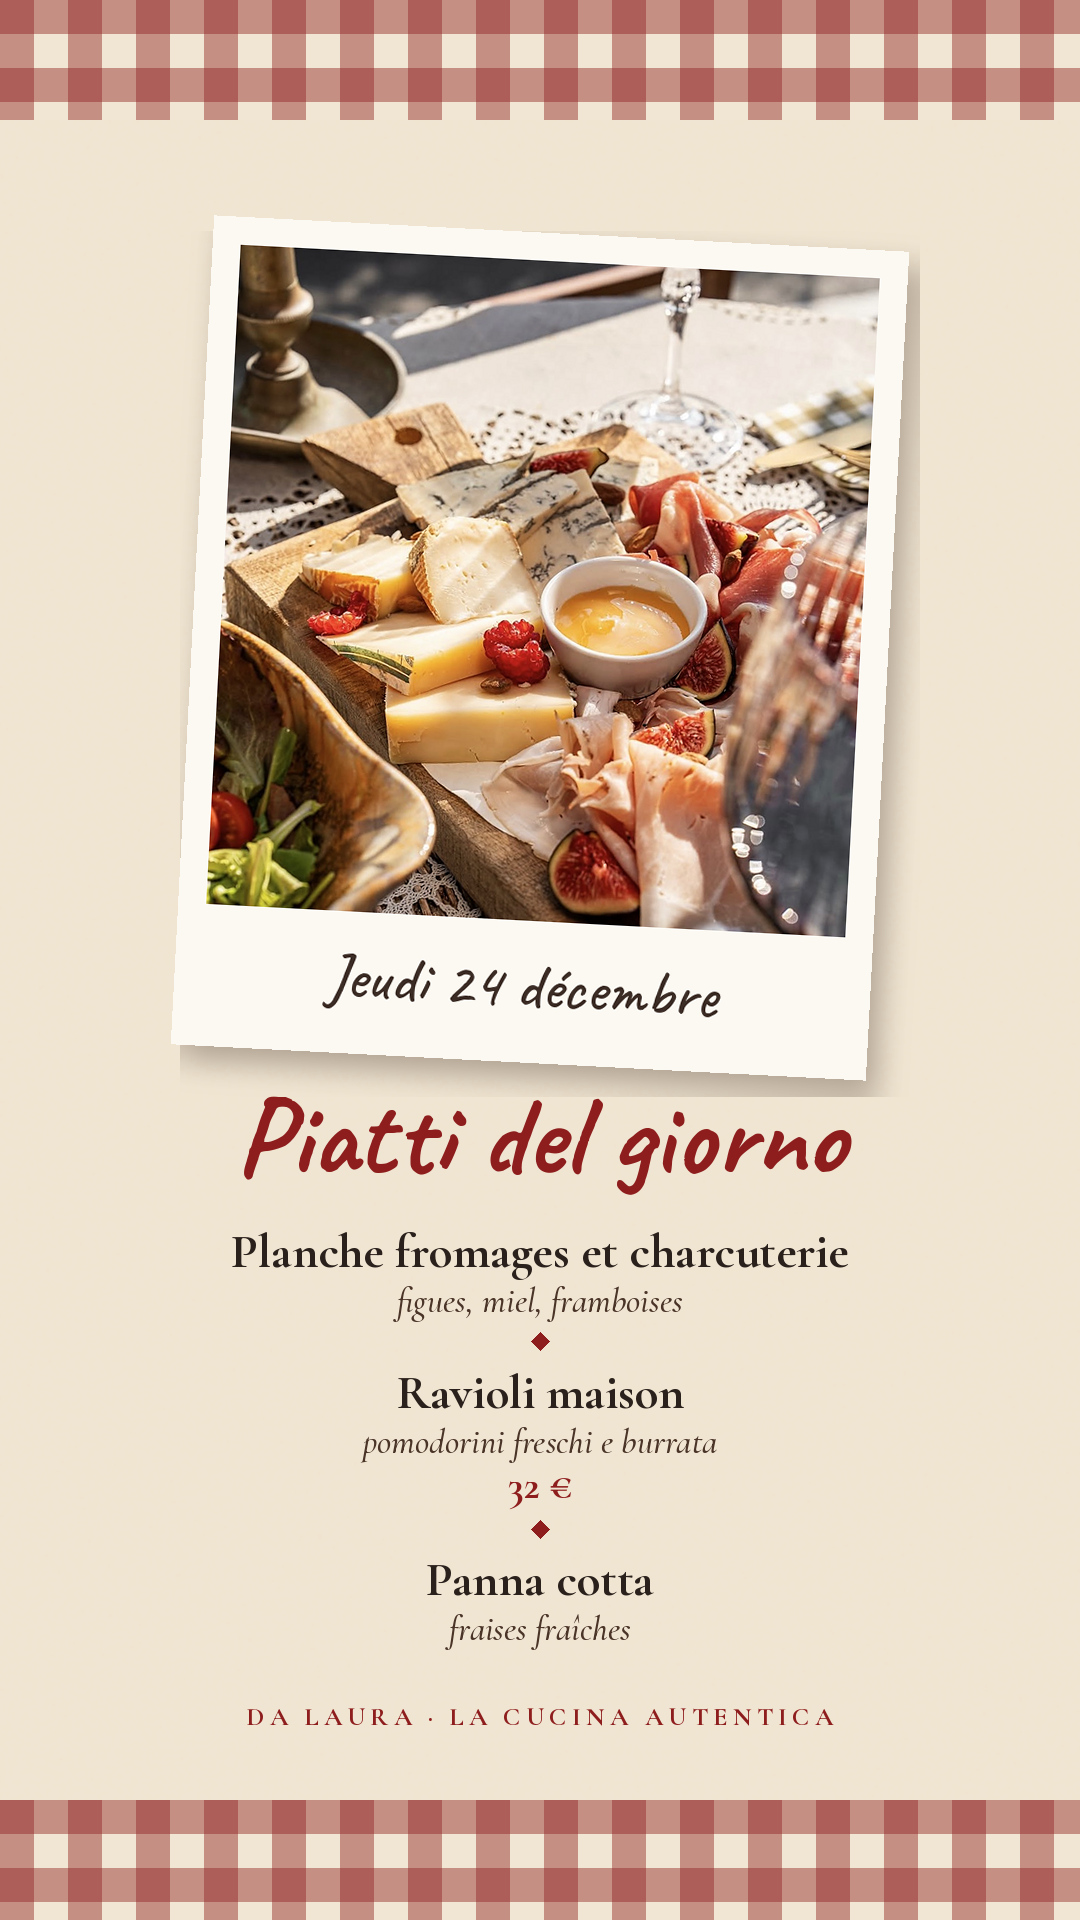 Jeudi 24 décembre
Piatti del giorno
Planche fromages et charcuterie
figues, miel, framboises
Ravioli maison
pomodorini freschi e burrata
32 €
Panna cotta
fraises fraîches
DA LAURA · LA CUCINA AUTENTICA